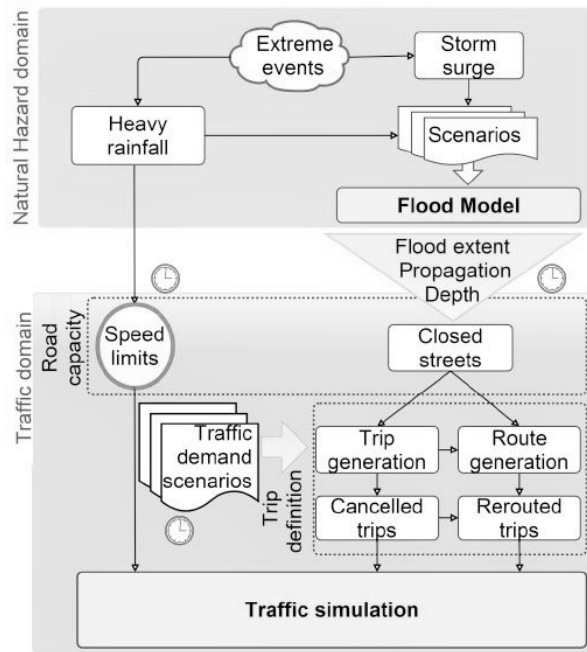 Natural Hazard domain
Extreme
events
Storm
surge
Heavy
rainfall
Scenarios
Flood Model
Flood extent
Propagation
Depth
Traffic domain
Road
capacity
Speed
limits
Closed
streets
Traffic
demand
scenarios
Trip
definition
Trip
generation
Route
generation
Cancelled
trips
Rerouted
trips
Traffic simulation